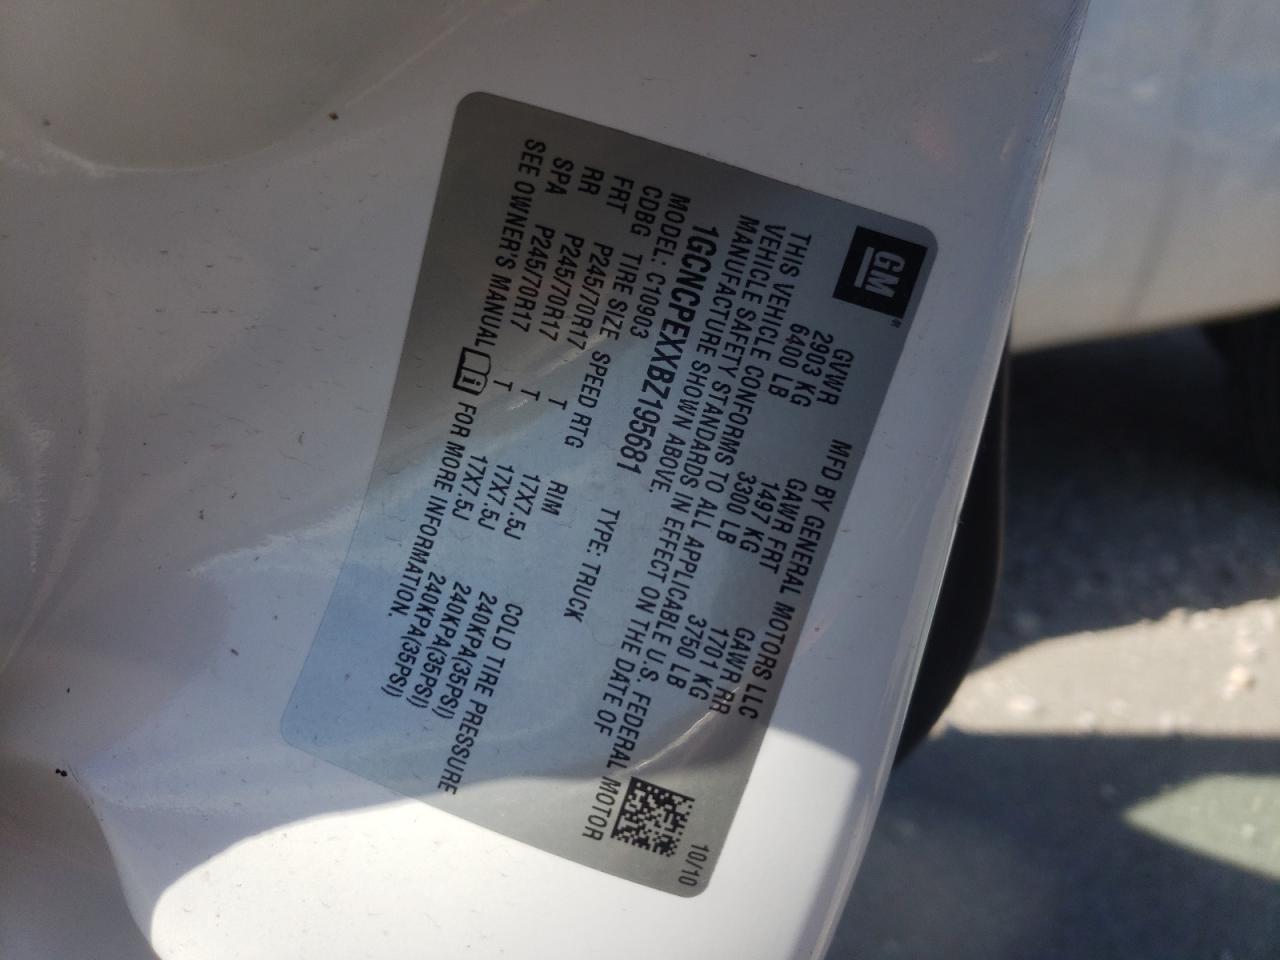 GM
MFD BY GENERAL MOTORS LLC 10/10
GVWR GAWR FRT GAWR RR
2903 KG 1497 KG 1701 KG
6400 LB 3300 LB 3750 LB
THIS VEHICLE CONFORMS TO ALL APPLICABLE U.S. FEDERAL MOTOR
VEHICLE SAFETY STANDARDS IN EFFECT ON THE DATE OF
MANUFACTURE SHOWN ABOVE.
1GCNCPEXXBZ195681 TYPE: TRUCK
MODEL: C10903
CDBG TIRE SIZE SPEED RTG RIM COLD TIRE PRESSURE
FRT P245/70R17 T 17X7.5J 240KPA(35PSI)
RR P245/70R17 T 17X7.5J 240KPA(35PSI)
SPA P245/70R17 T 17X7.5J 240KPA(35PSI)
SEE OWNER'S MANUAL FOR MORE INFORMATION.